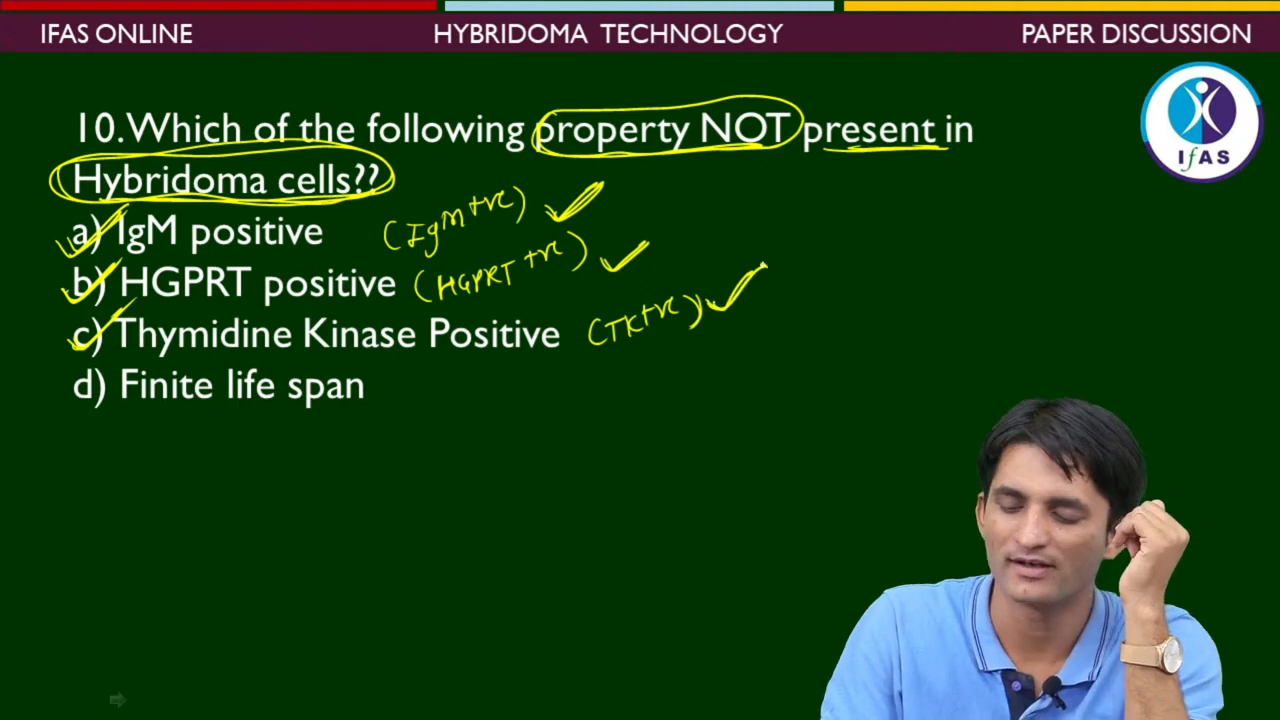 IFAS ONLINE HYBRIDOMA TECHNOLOGY PAPER DISCUSSION
IfAS
10.Which of the following property NOT present in
Hybridoma cells??
a) IgM positive (IgM +ve)
b) HGPRT positive (HGPRT +ve)
c) Thymidine Kinase Positive (TK+ve)
d) Finite life span